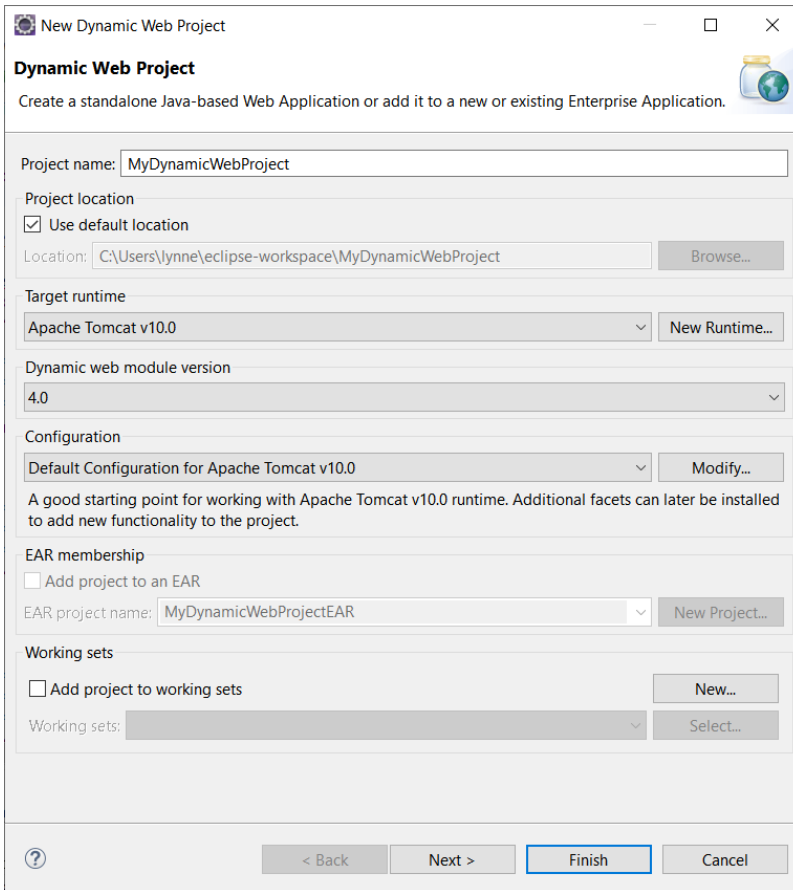 New Dynamic Web Project
Dynamic Web Project
Create a standalone Java-based Web Application or add it to a new or existing Enterprise Application.
Project name: MyDynamicWebProject
Project location
Use default location
Location: C:\Users\lynne\eclipse-workspace\MyDynamicWebProject Browse...
Target runtime
Apache Tomcat v10.0 New Runtime...
Dynamic web module version
4.0
Configuration
Default Configuration for Apache Tomcat v10.0 Modify...
A good starting point for working with Apache Tomcat v10.0 runtime. Additional facets can later be installed
to add new functionality to the project.
EAR membership
Add project to an EAR
EAR project name: MyDynamicWebProjectEAR New Project...
Working sets
Add project to working sets New...
Working sets: Select...
? < Back Next > Finish Cancel